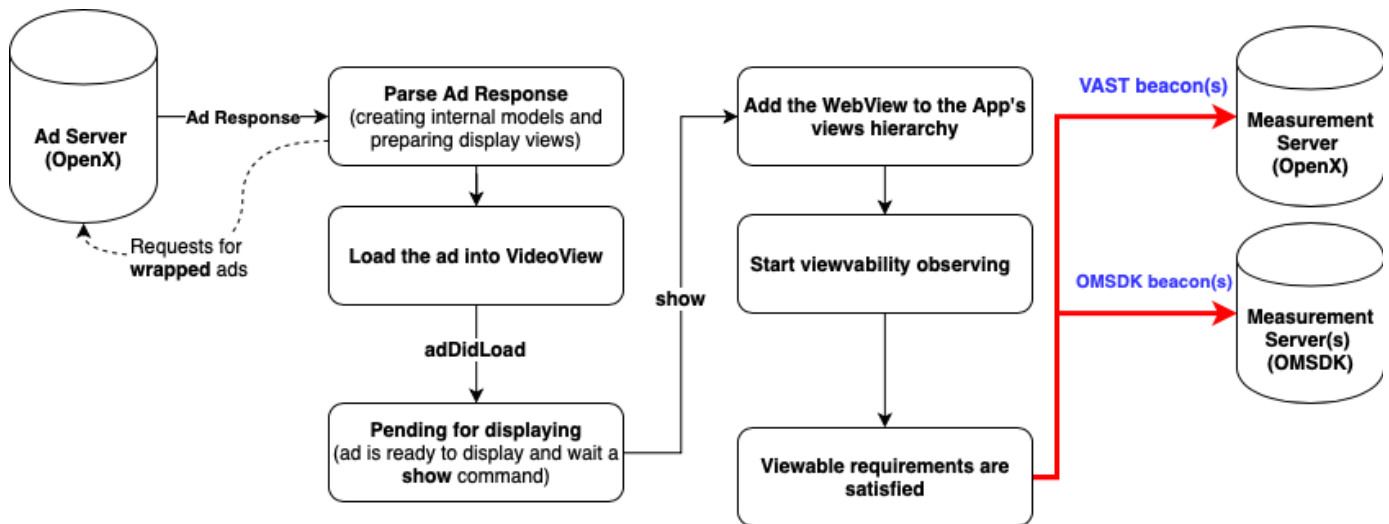 Ad Server
(OpenX)
Ad Response
Requests for
wrapped ads
Parse Ad Response
(creating internal models and
preparing display views)
Load the ad into VideoView
adDidLoad
Pending for displaying
(ad is ready to display and wait a
show command)
show
Add the WebView to the App's
views hierarchy
Start viewvability observing
Viewable requirements are
satisfied
VAST beacon(s)
Measurement
Server
(OpenX)
OMSDK beacon(s)
Measurement
Server(s)
(OMSDK)